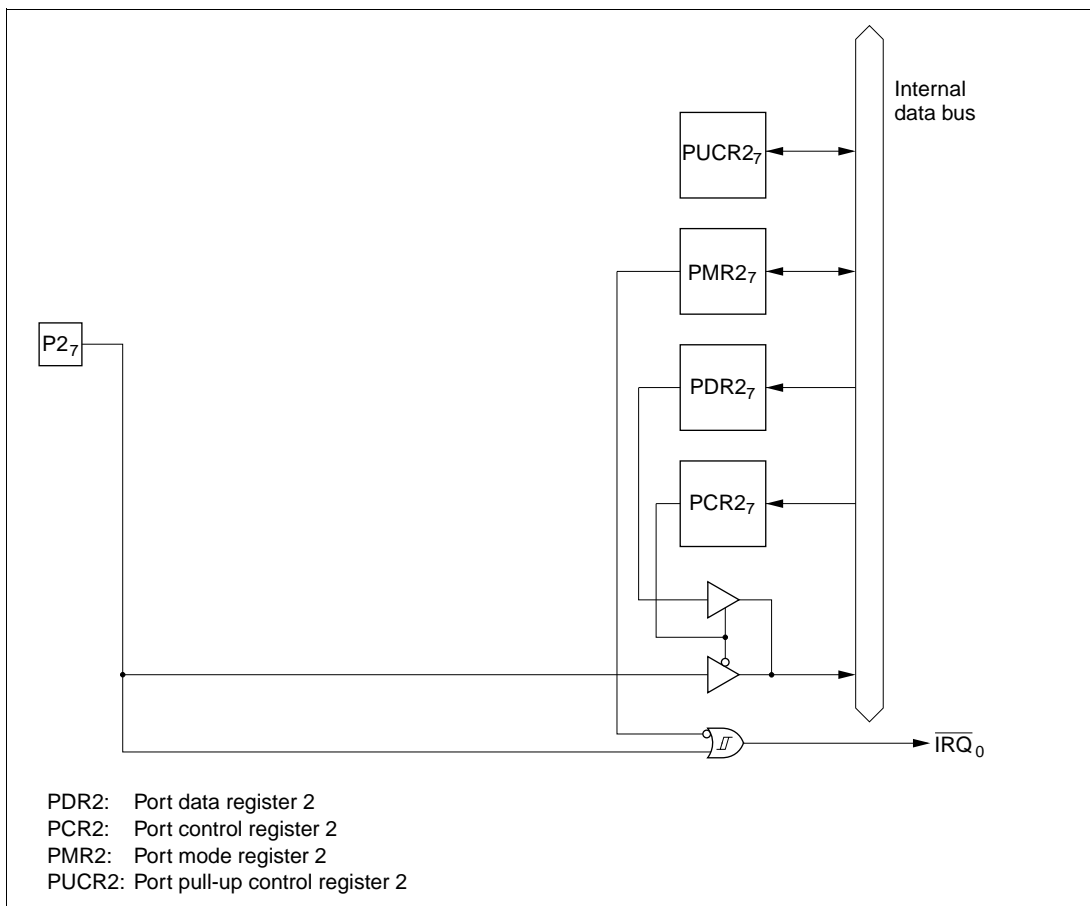 Internal
data bus
PUCR2₇
PMR2₇
P2₇
PDR2₇
PCR2₇
I̅R̅Q̅₀
PDR2: Port data register 2
PCR2: Port control register 2
PMR2: Port mode register 2
PUCR2: Port pull-up control register 2